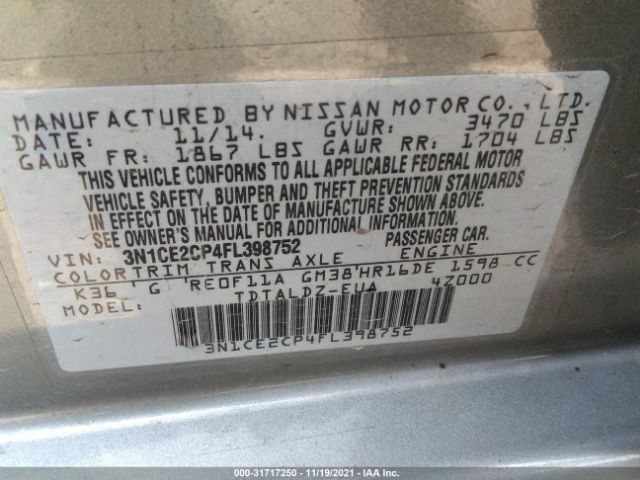 MANUFACTURED BY NISSAN MOTOR CO., LTD.
DATE: 11/14. GVWR: 3470 LBS
GAWR FR: 1867 LBS GAWR RR: 1704 LBS
THIS VEHICLE CONFORMS TO ALL APPLICABLE FEDERAL MOTOR
VEHICLE SAFETY, BUMPER AND THEFT PREVENTION STANDARDS
IN EFFECT ON THE DATE OF MANUFACTURE SHOWN ABOVE.
SEE OWNER'S MANUAL FOR ADDITIONAL INFORMATION.
VIN: 3N1CE2CP4FL398752 PASSENGER CAR.
COLOR TRIM TRANS AXLE ENGINE
K36 G RE0F11A GM38 HR16DE 1598 CC
MODEL: TDTALDZ-EUA 4Z000
3N1CE2CP4FL398752
000-31717250 - 11/19/2021 - IAA Inc.